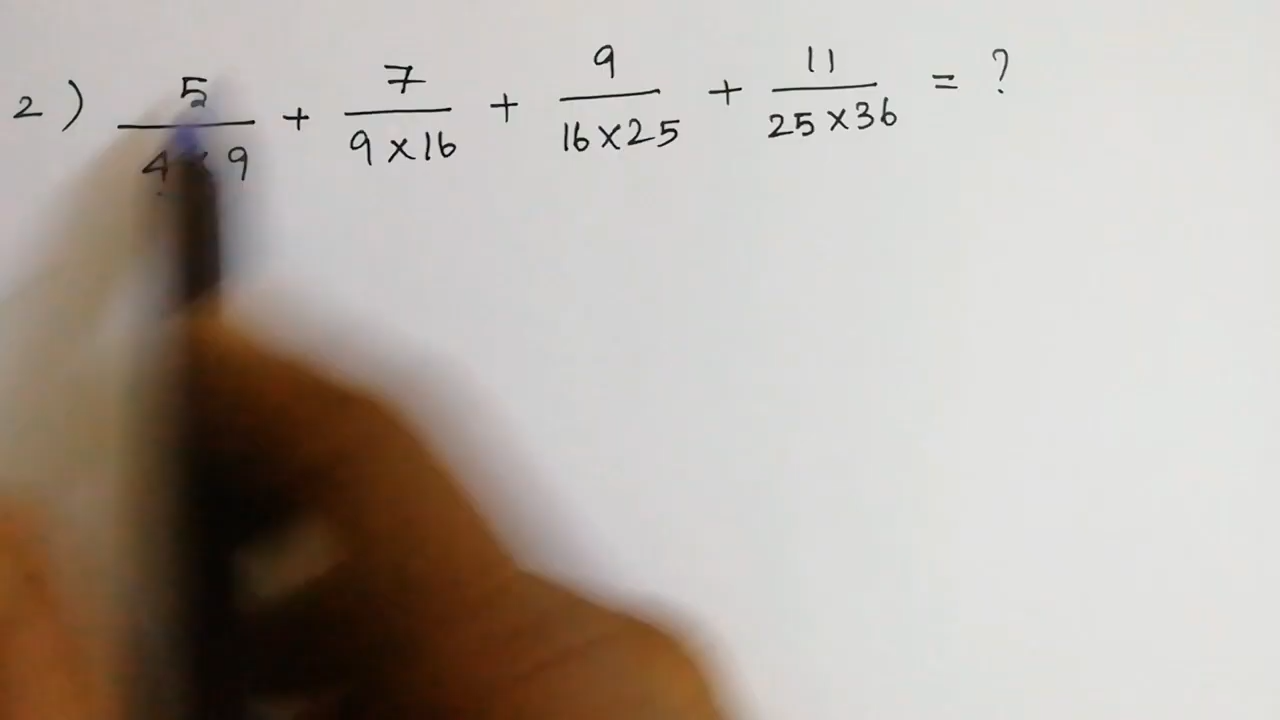 2) 5/4×9 + 7/9×16 + 9/16×25 + 11/25×36 = ?